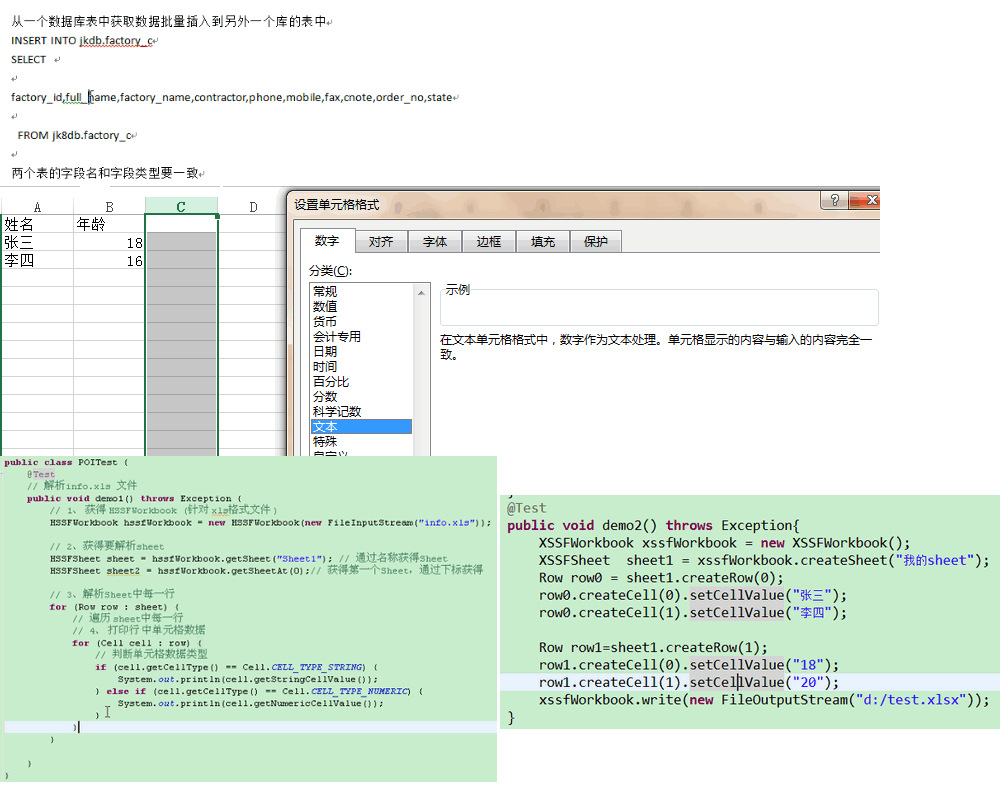 从一个数据库表中获取数据批量插入到另外一个库的表中
INSERT INTO jkdb.factory_c
SELECT
factory_id,full_name,factory_name,contractor,phone,mobile,fax,cnote,order_no,state
FROM jk8db.factory_c
两个表的字段名和字段类型要一致
A B C D
姓名 年龄
张三 18
李四 16
设置单元格格式
数字 对齐 字体 边框 填充 保护
分类(C):
常规
数值
货币
会计专用
日期
时间
百分比
分数
科学记数
文本
特殊
自定义
示例
在文本单元格格式中，数字作为文本处理。单元格显示的内容与输入的内容完全一
致。
public class POITest {
@Test
// 解析info.xls 文件
public void demo1() throws Exception {
// 1、 获得 HSSFWorkbook (针对 xls格式文件 )
HSSFWorkbook hssfWorkbook = new HSSFWorkbook(new FileInputStream("info.xls"));
// 2、获得要解析sheet
HSSFSheet sheet = hssfWorkbook.getSheet("Sheet1"); // 通过名称获得Sheet
HSSFSheet sheet2 = hssfWorkbook.getSheetAt(0);// 获得第一个Sheet，通过下标获得
// 3、解析Sheet中每一行
for (Row row : sheet) {
// 遍历 sheet中每一行
// 4、 打印行 中单元格数据
for (Cell cell : row) {
// 判断单元格数据类型
if (cell.getCellType() == Cell.CELL_TYPE_STRING) {
System.out.println(cell.getStringCellValue());
} else if (cell.getCellType() == Cell.CELL_TYPE_NUMERIC) {
System.out.println(cell.getNumericCellValue());
}
}
}
}
}
@Test
public void demo2() throws Exception{
XSSFWorkbook xssfWorkbook = new XSSFWorkbook();
XSSFSheet sheet1 = xssfWorkbook.createSheet("我的sheet");
Row row0 = sheet1.createRow(0);
row0.createCell(0).setCellValue("张三");
row0.createCell(1).setCellValue("李四");
Row row1=sheet1.createRow(1);
row1.createCell(0).setCellValue("18");
row1.createCell(1).setCellValue("20");
xssfWorkbook.write(new FileOutputStream("d:/test.xlsx"));
}